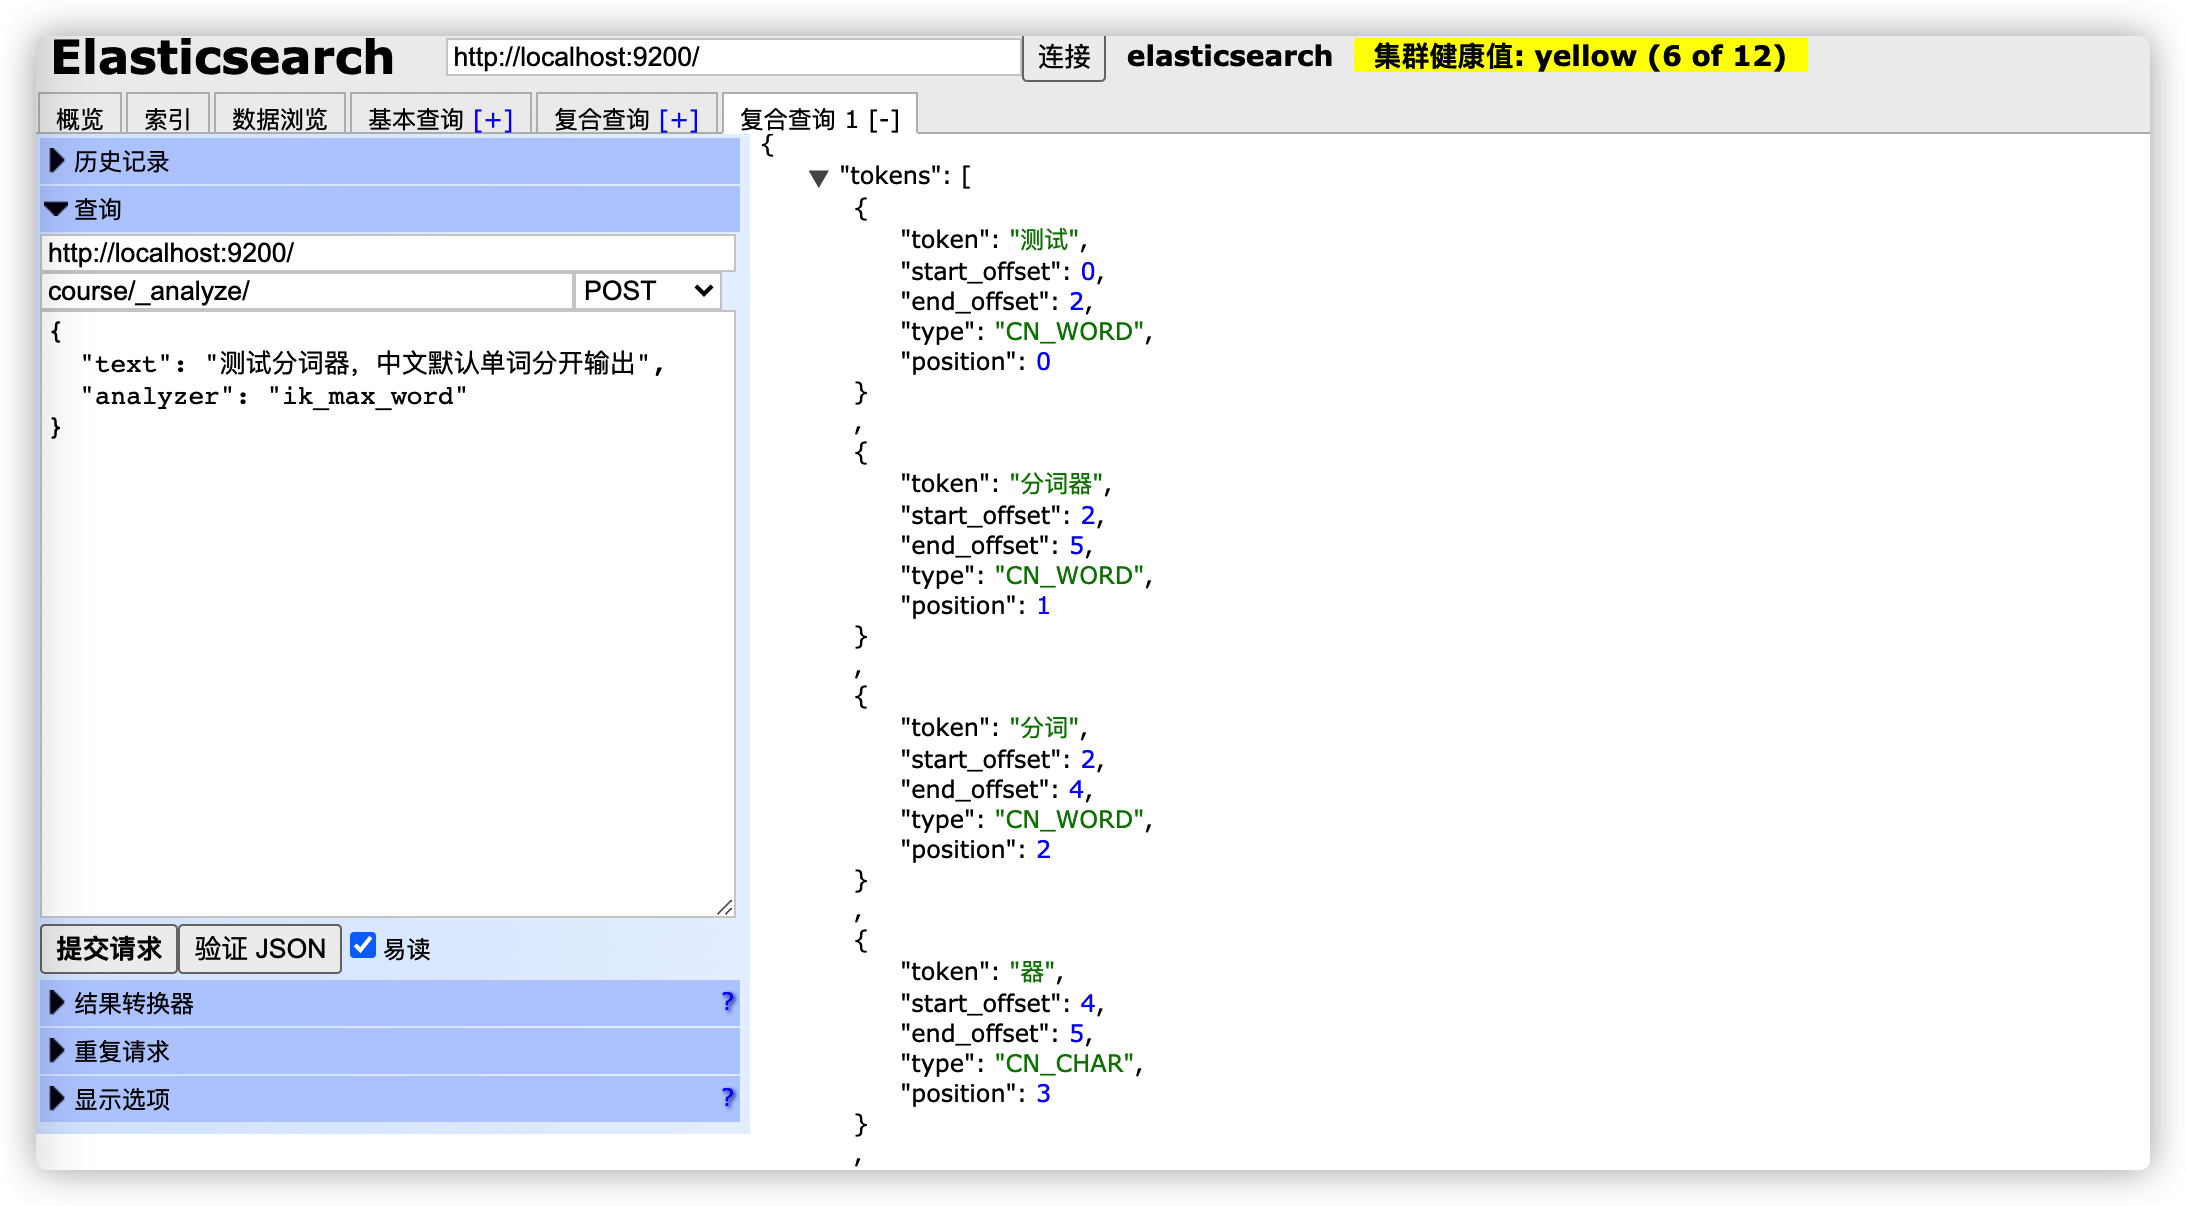 Elasticsearch http://localhost:9200/ 连接 elasticsearch 集群健康值: yellow (6 of 12)
概览 索引 数据浏览 基本查询 [+] 复合查询 [+] 复合查询 1 [-]
历史记录
查询
http://localhost:9200/
course/_analyze/ POST
{
"text": "测试分词器，中文默认单词分开输出",
"analyzer": "ik_max_word"
}
提交请求 验证 JSON 易读
结果转换器 ?
重复请求
显示选项 ?
{
"tokens": [
{
"token": "测试",
"start_offset": 0,
"end_offset": 2,
"type": "CN_WORD",
"position": 0
}
,
{
"token": "分词器",
"start_offset": 2,
"end_offset": 5,
"type": "CN_WORD",
"position": 1
}
,
{
"token": "分词",
"start_offset": 2,
"end_offset": 4,
"type": "CN_WORD",
"position": 2
}
,
{
"token": "器",
"start_offset": 4,
"end_offset": 5,
"type": "CN_CHAR",
"position": 3
}
,